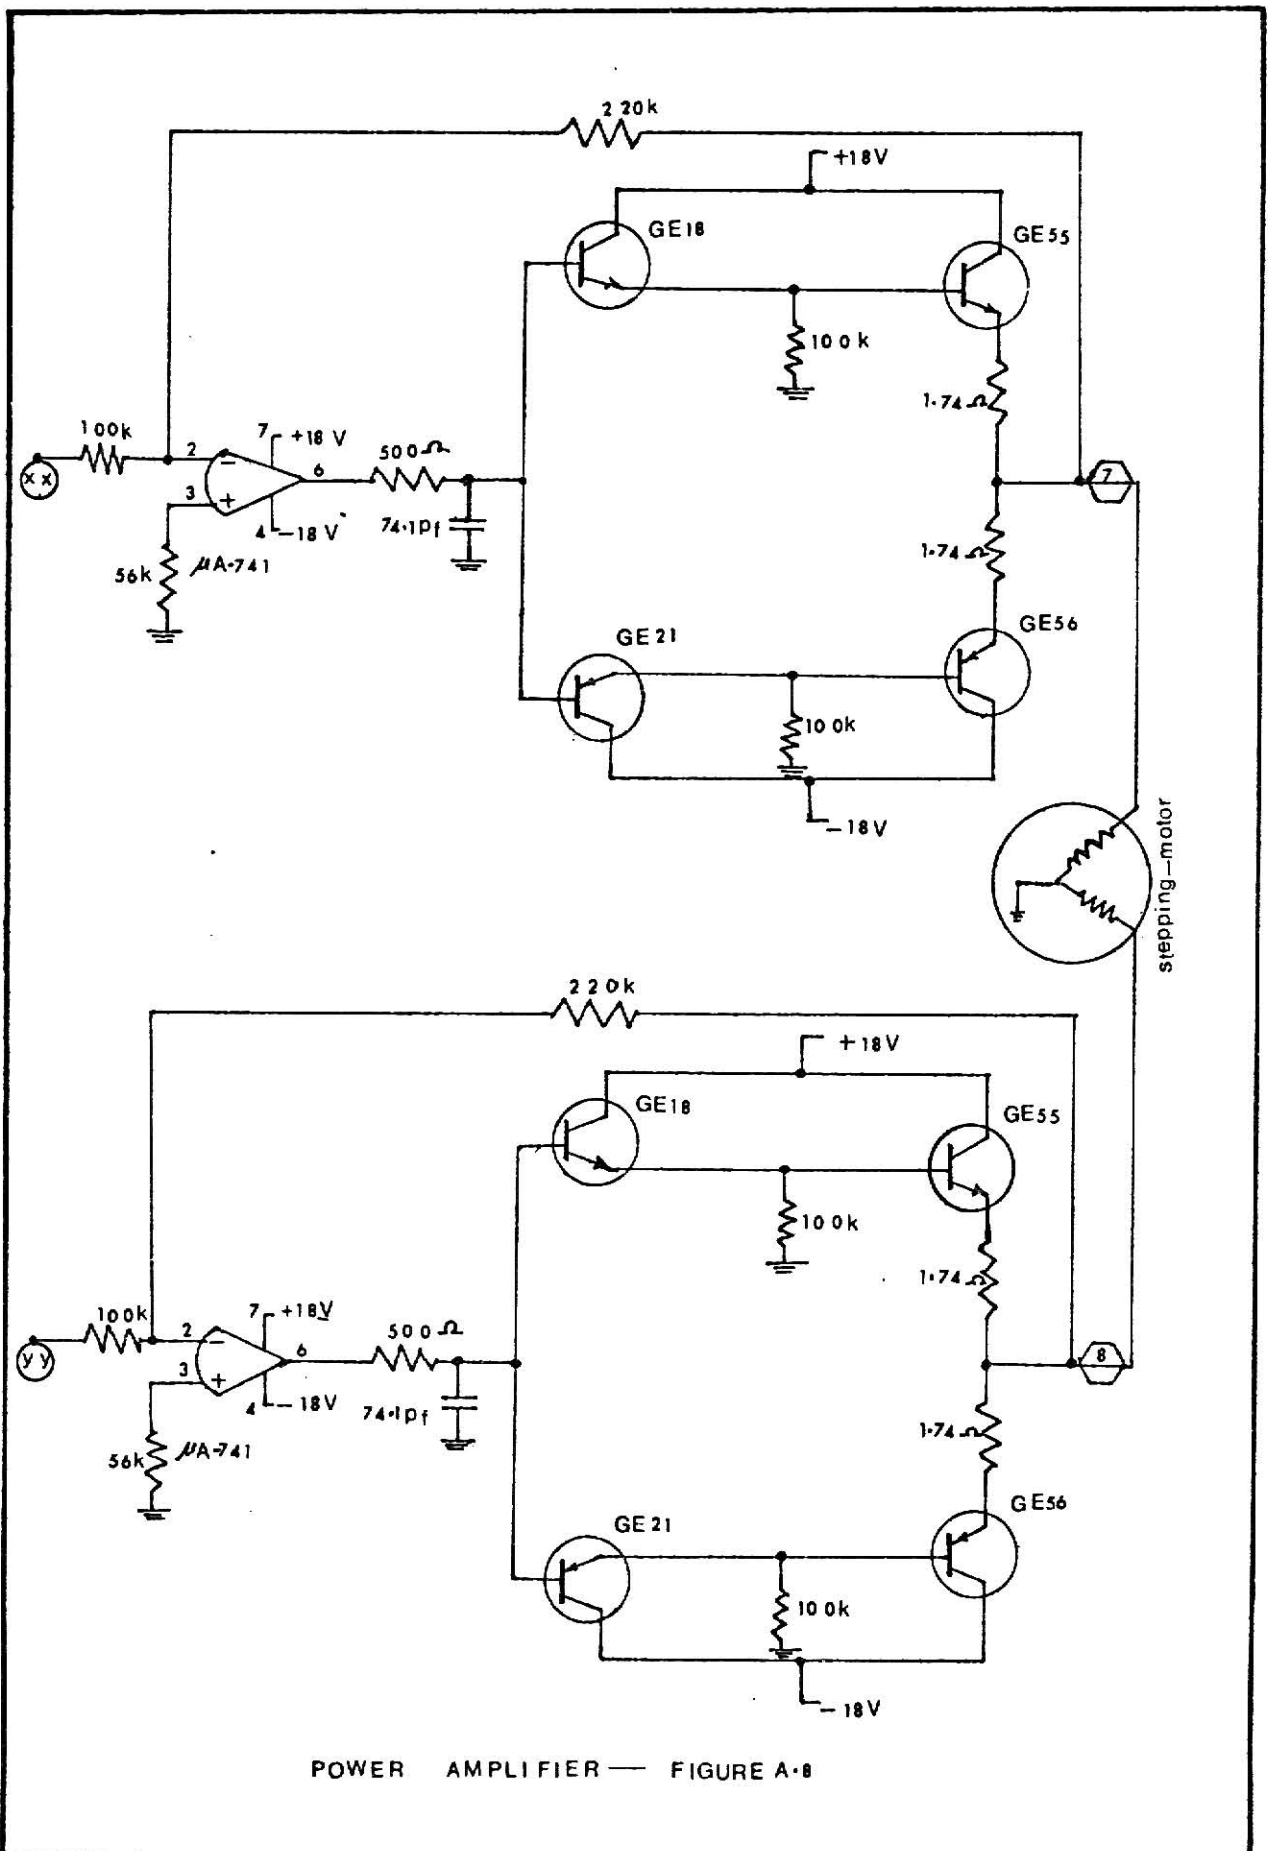 220k
+18V
GE18
GE55
100k
1.74Ω
100k
2
7 +18V
6
500Ω
7
xx
3
4 -18V
74.1pf
1.74Ω
56k
μA-741
GE21
GE56
100k
-18V
stepping-motor
220k
+18V
GE18
GE55
100k
1.74Ω
100k
2
7 +18V
6
500Ω
8
yy
3
4 -18V
74.1pf
1.74Ω
56k
μA-741
GE21
GE56
100k
-18V
POWER AMPLIFIER — FIGURE A.8